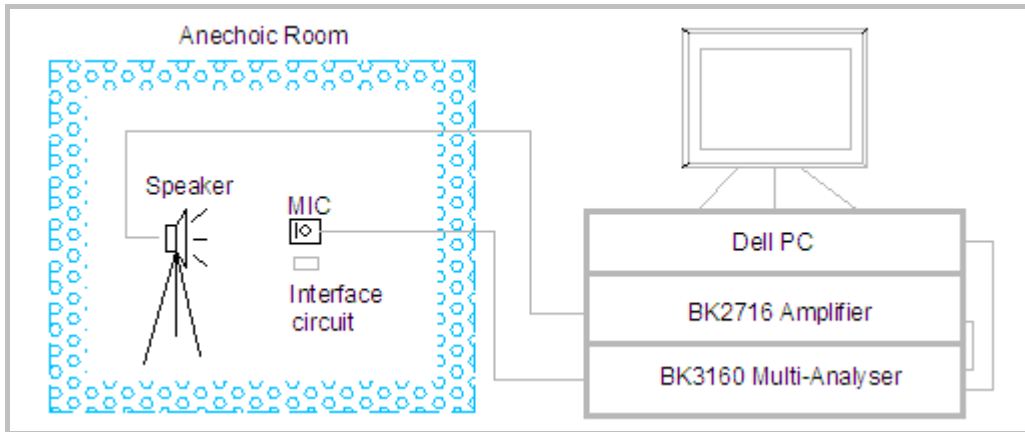 Anechoic Room
Speaker
MIC
Interface
circuit
Dell PC
BK2716 Amplifier
BK3160 Multi-Analyser